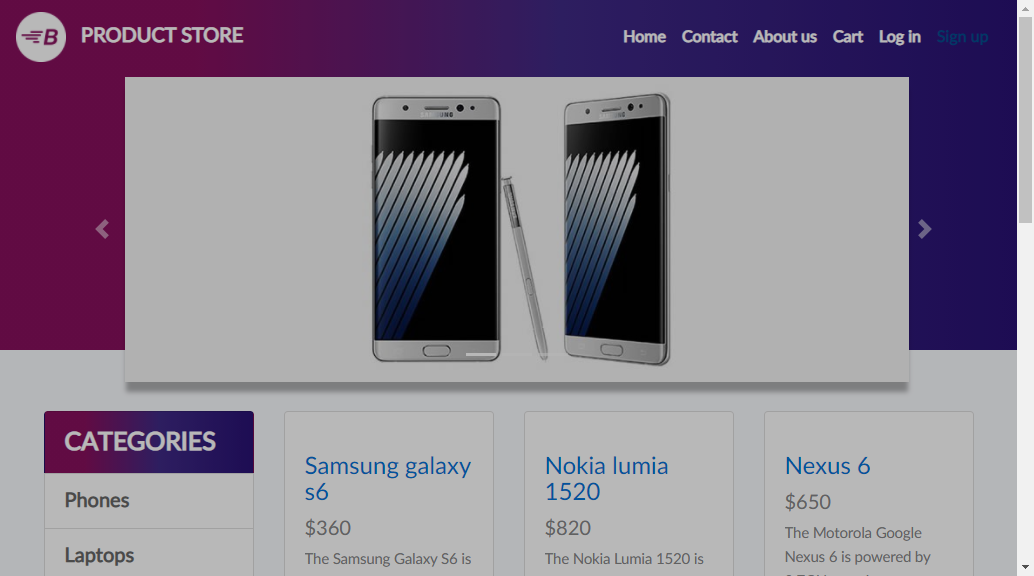 B PRODUCT STORE
Home Contact About us Cart Log in Sign up
SAMSUNG
SAMSUNG
CATEGORIES
Phones
Laptops
Samsung galaxy
s6
$360
The Samsung Galaxy S6 is
Nokia lumia
1520
$820
The Nokia Lumia 1520 is
Nexus 6
$650
The Motorola Google
Nexus 6 is powered by